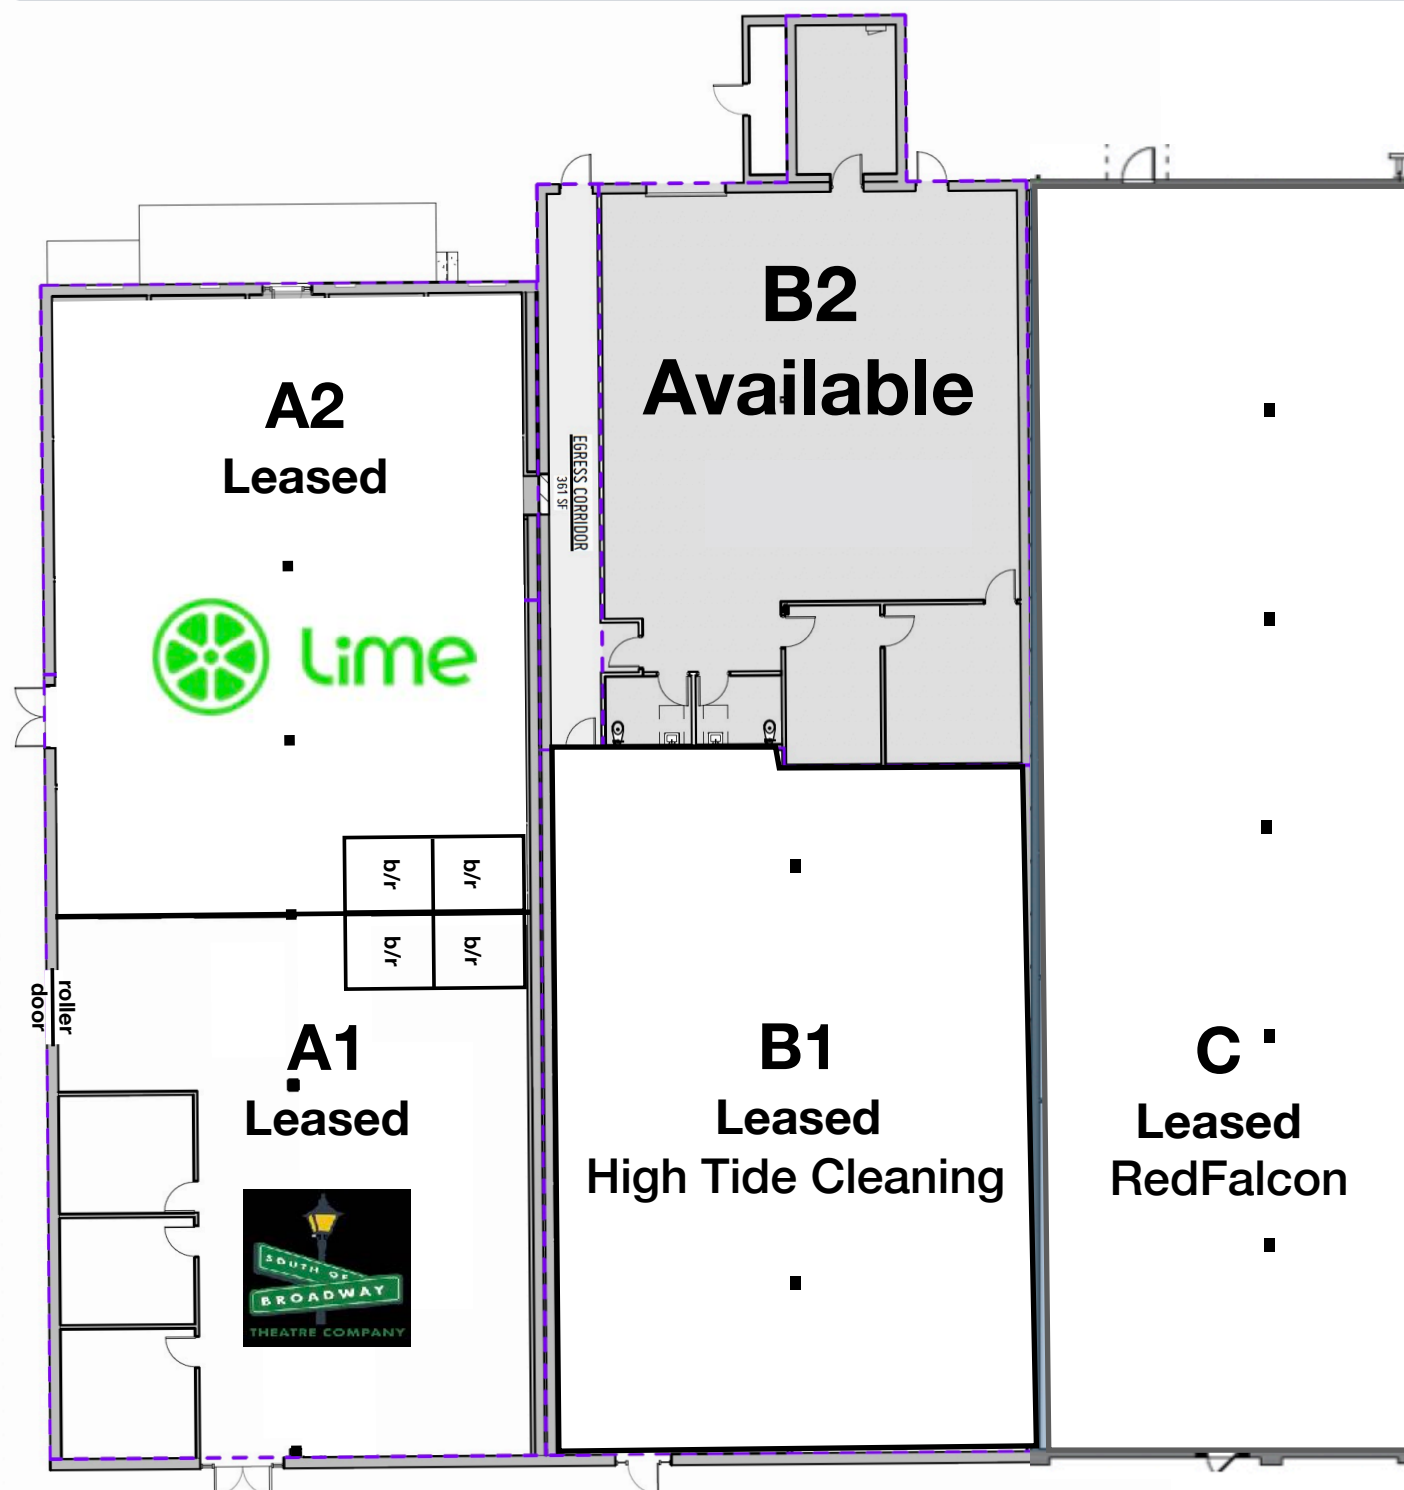 B2
Available
A2
Leased
EGRESS CORRIDOR
361 SF
Lime
b/r
b/r
b/r
b/r
roller
door
A1
Leased
SOUTH OF
BROADWAY
THEATRE COMPANY
B1
Leased
High Tide Cleaning
C
Leased
RedFalcon